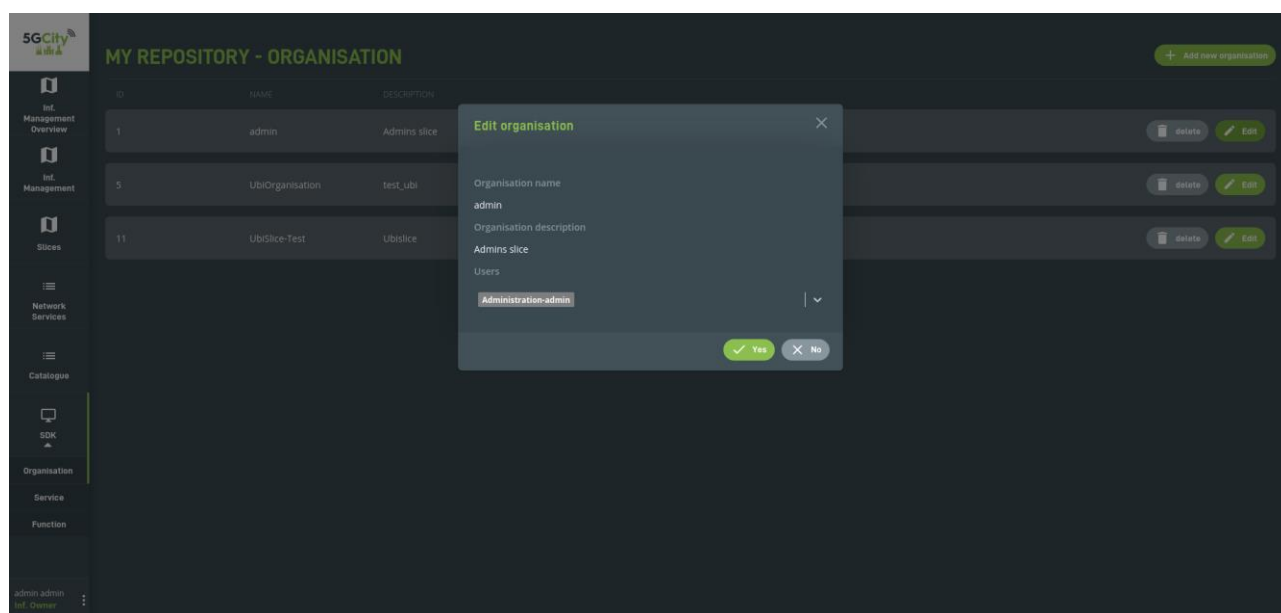 5GCity
MY REPOSITORY - ORGANISATION
Add new organisation
Inf.
Management
Overview
Inf.
Management
Slices
Network
Services
Catalogue
SDK
Organisation
Service
Function
admin admin
Inf. Owner
ID NAME DESCRIPTION
1 admin Admins slice delete Edit
5 UbiOrganisation test_ubi delete Edit
11 UbiSlice-Test Ubislice delete Edit
Edit organisation
Organisation name
admin
Organisation description
Admins slice
Users
Administration-admin
Yes No